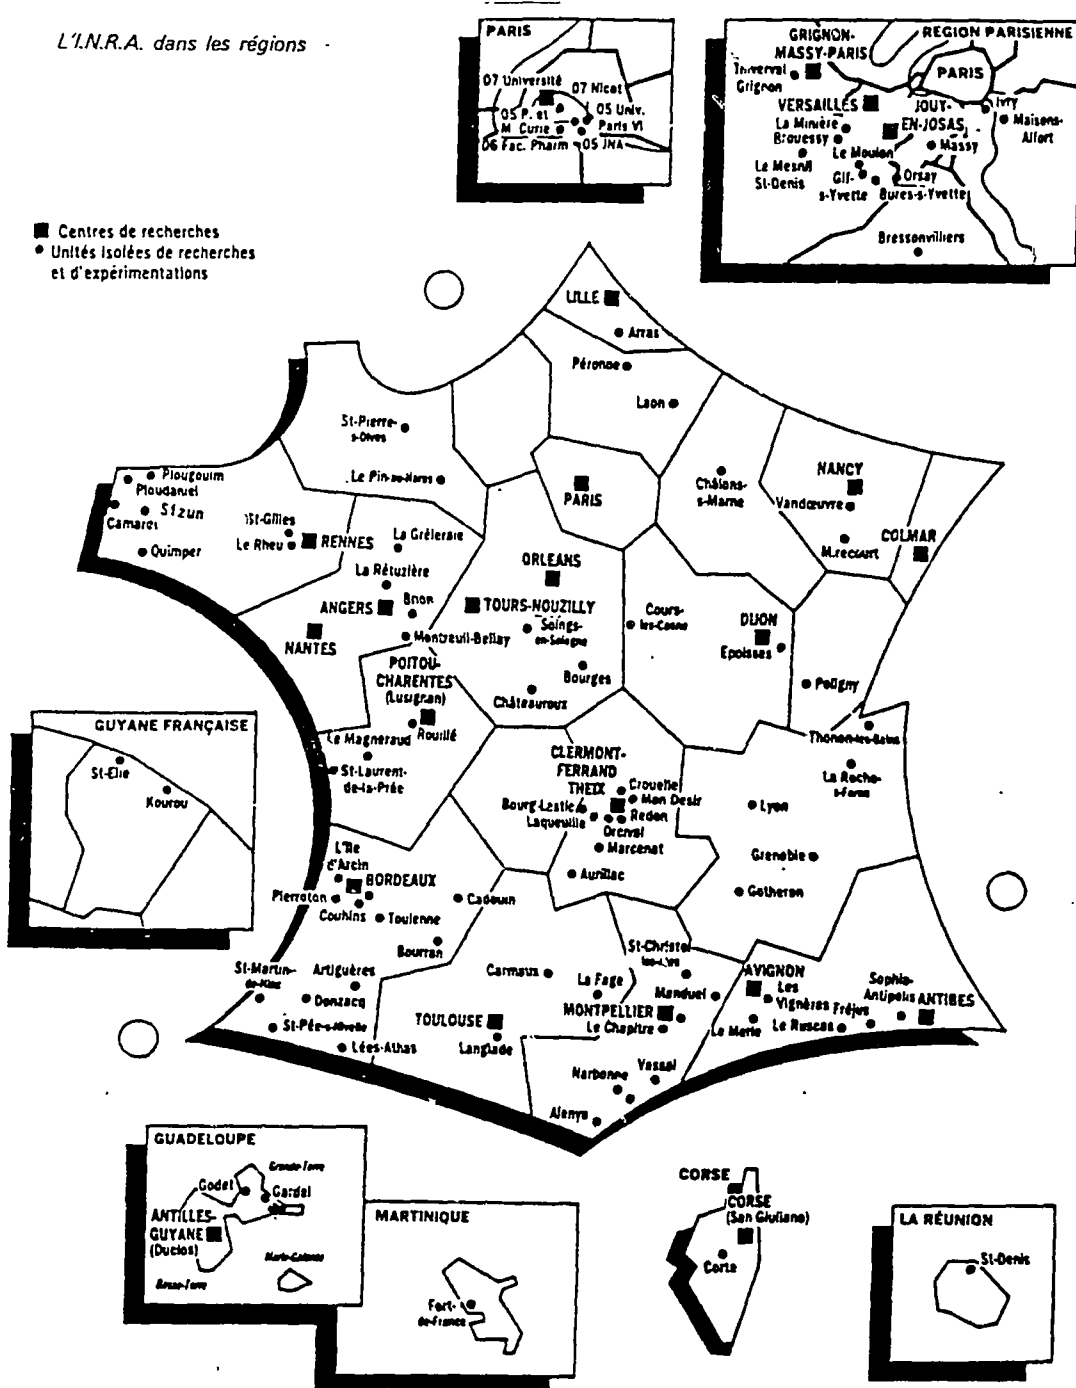 L'I.N.R.A. dans les régions
PARIS
07 Université
07 Nicot
05 P. et
M. Curie
05 Univ.
Paris VI
06 Fac. Pharm
05 JNA
GRIGNON-
MASSY-PARIS
REGION PARISIENNE
PARIS
Thiverval
Grignon
VERSAILLES
JOUY-
EN-JOSAS
Ivry
Maisons-
Alfort
La Minière
Brouessy
Massy
Le Moulon
Le Mesnil
St-Denis
Gif-
s-Yvette
Orsay
Bures-s-Yvette
Bressonvilliers
Centres de recherches
Unités isolées de recherches
et d'expérimentations
LILLE
Arras
Péronne
Laon
St-Pierre-
s-Dives
Le Pin-au-Haras
PARIS
Châlons-
s-Marne
NANCY
Vandœuvre
Mirecourt
COLMAR
Plougouim
Ploudaniel
Sizun
Camaret
Quimper
St-Gilles
Le Rheu
RENNES
La Gréleraie
La Rétuzière
ANGERS
Brion
NANTES
Montreuil-Bellay
ORLEANS
TOURS-NOUZILLY
Soings-
en-Sologne
Bourges
Châteauroux
Cours-
les-Cosne
DIJON
Epoisses
Poligny
POITOU-
CHARENTES
(Lusignan)
Rouillé
Le Magneraud
St-Laurent-
de-la-Prée
GUYANE FRANÇAISE
St-Elie
Kourou
Thonon-les-Bains
La Roche-
s-Foron
CLERMONT-
FERRAND
THEIX
Crouelle
Mon Desir
Redon
Bourg-Lastic
Laqueuille
Orcival
Marcenat
Aurillac
Lyon
Grenoble
Gotheron
L'Ile
d'Arcin
BORDEAUX
Pierroton
Couhins
Toulenne
Cadouin
Bourran
St-Martin-
de-Hinx
Artiguères
Donzacq
St-Pée-s-Nivelle
Lées-Athas
Carmaux
TOULOUSE
Langlade
St-Christol
les-Alès
La Fage
Manduel
MONTPELLIER
Le Chapitre
Narbonne
Vassal
Alenya
AVIGNON
Les
Vignères
Le Merle
Le Ruscas
Fréjus
Sophia-
Antipolis
ANTIBES
GUADELOUPE
Grande-Terre
Godet
Gardel
ANTILLES-
GUYANE
(Duclos)
Marie-Galante
Basse-Terre
MARTINIQUE
Fort-
de-France
CORSE
CORSE
(San Giuliano)
Corte
LA RÉUNION
St-Denis